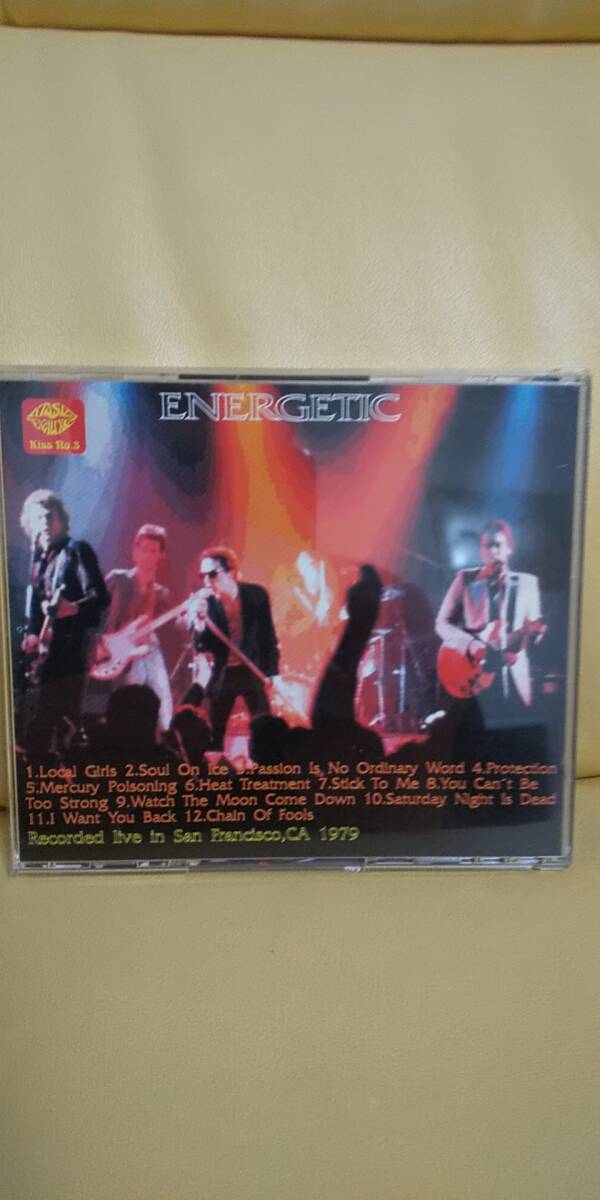 ENERGETIC
DELUXE
Kiss No.3
1.Local Girls 2.Soul On Ice 3.Passion Is No Ordinary Word 4.Protection
5.Mercury Poisoning 6.Heat Treatment 7.Stick To Me 8.You Can't Be
Too Strong 9.Watch The Moon Come Down 10.Saturday Night Is Dead
11.I Want You Back 12.Chain Of Fools
Recorded live in San Francisco,CA 1979